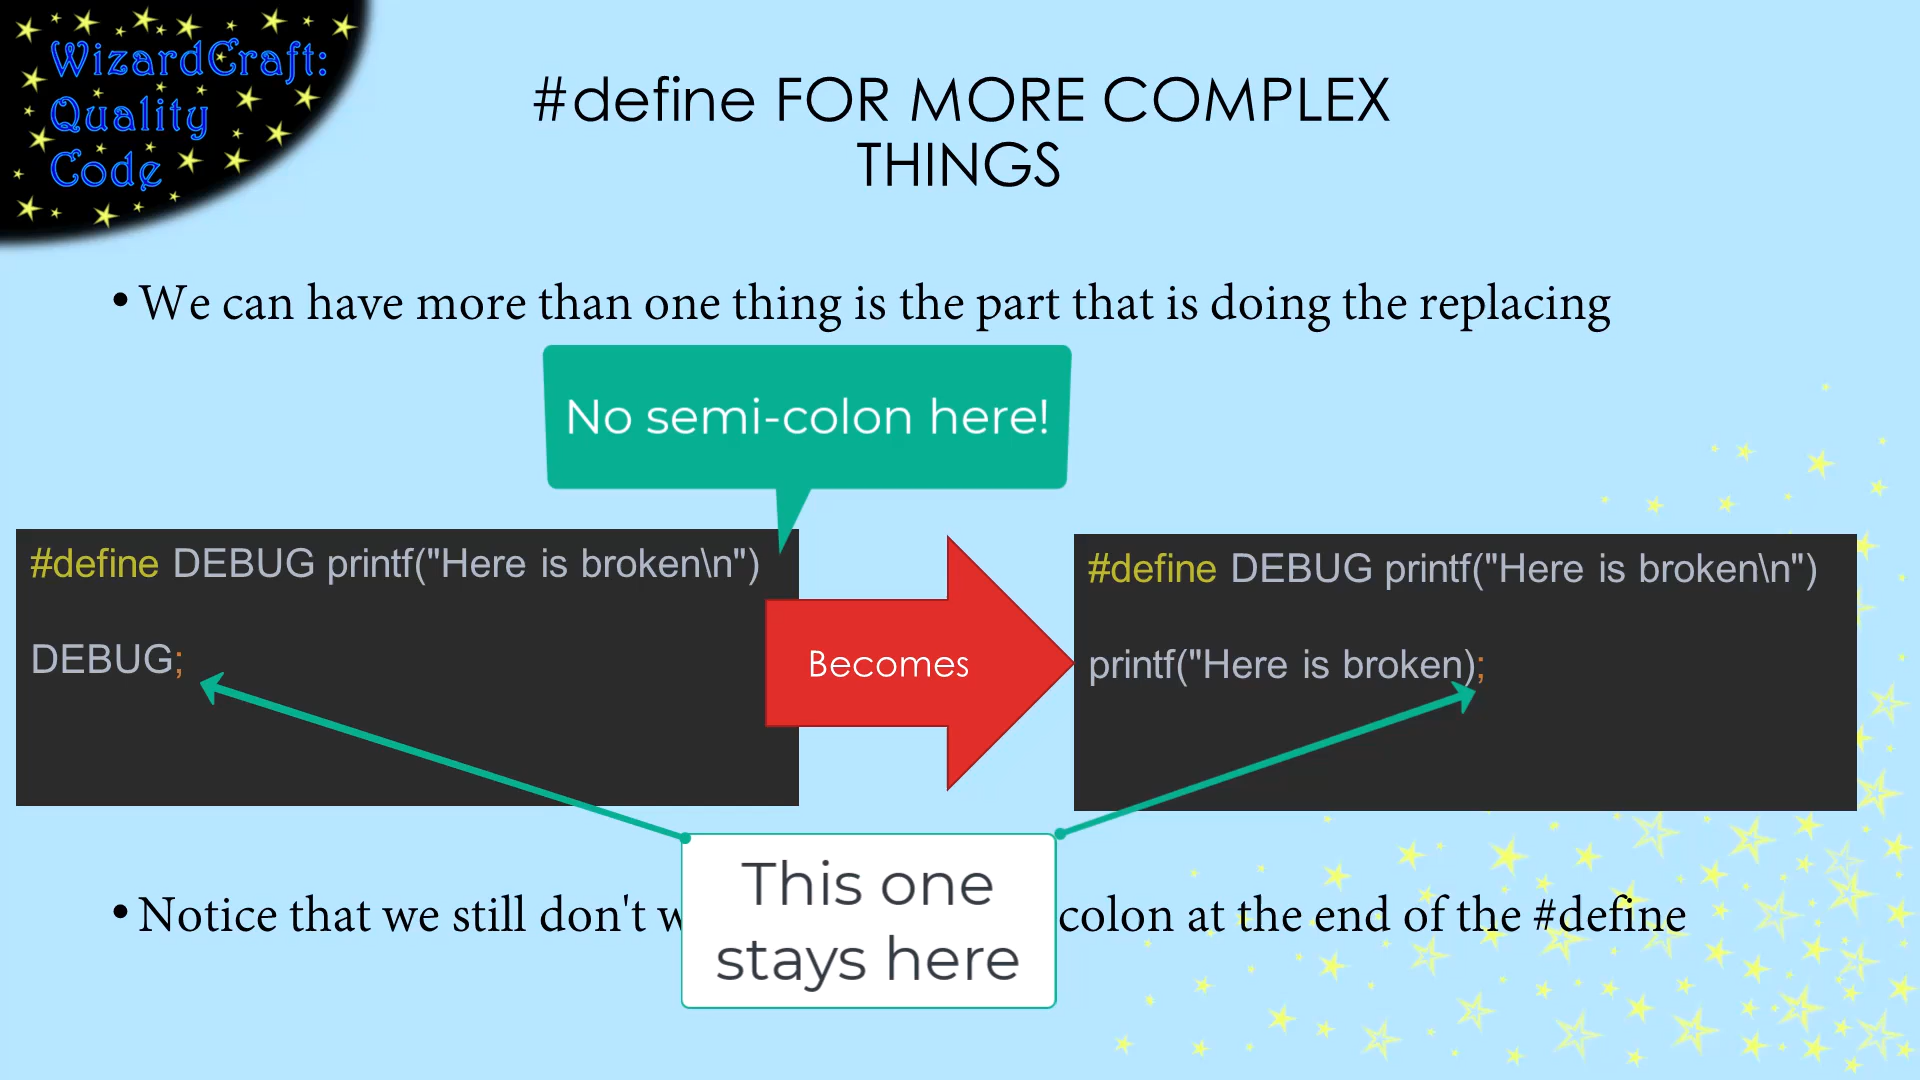 WizardCraft:
Quality
Code
#define FOR MORE COMPLEX
THINGS
• We can have more than one thing is the part that is doing the replacing
No semi-colon here!
#define DEBUG printf("Here is broken\n")
DEBUG;
Becomes
#define DEBUG printf("Here is broken\n")
printf("Here is broken);
This one
stays here
• Notice that we still don't colon at the end of the #define